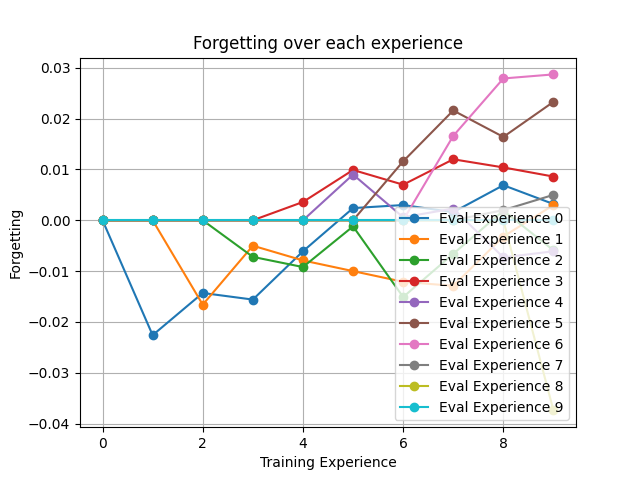 Forgetting over each experience
0.03
0.02
0.01
0.00
−0.01
−0.02
−0.03
−0.04
Forgetting
Eval Experience 0
Eval Experience 1
Eval Experience 2
Eval Experience 3
Eval Experience 4
Eval Experience 5
Eval Experience 6
Eval Experience 7
Eval Experience 8
Eval Experience 9
0 2 4 6 8
Training Experience